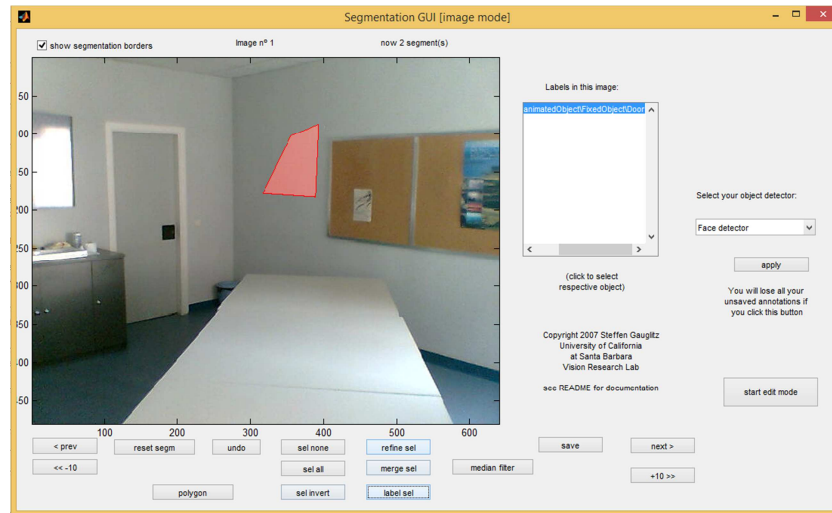 Segmentation GUI [image mode]
show segmentation borders
Image nº 1
now 2 segment(s)
50
00
50
200
250
300
350
400
450
100 200 300 400 500 600
Labels in this image:
animatedObject\FixedObject\Door
(click to select
respective object)
Select your object detector:
Face detector
apply
You will lose all your
unsaved annotations if
you click this button
Copyright 2007 Steffen Gauglitz
University of California
at Santa Barbara
Vision Research Lab
see README for documentation
start edit mode
< prev
reset segm
undo
sel none
refine sel
save
next >
<< -10
sel all
merge sel
median filter
+10 >>
polygon
sel invert
label sel